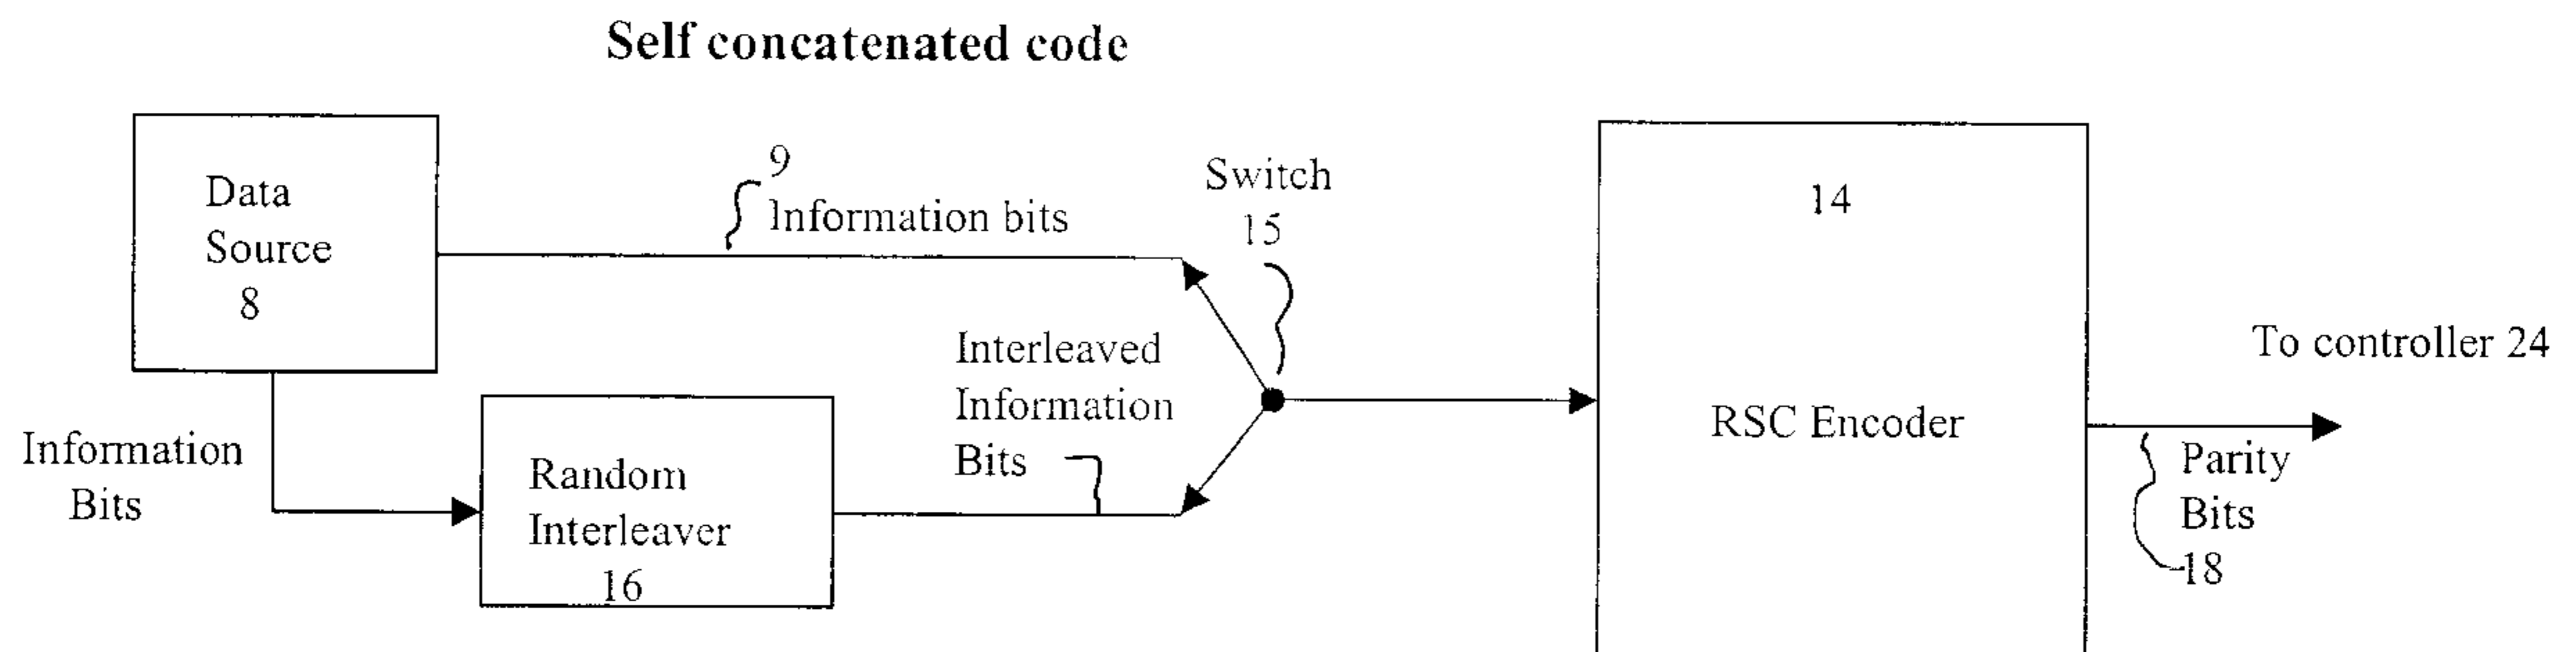 Self concatenated code
Data
Source
8
9
Information bits
Switch
15
14
Interleaved
Information
Bits
To controller 24
RSC Encoder
Information
Bits
Random
Interleaver
16
Parity
Bits
18